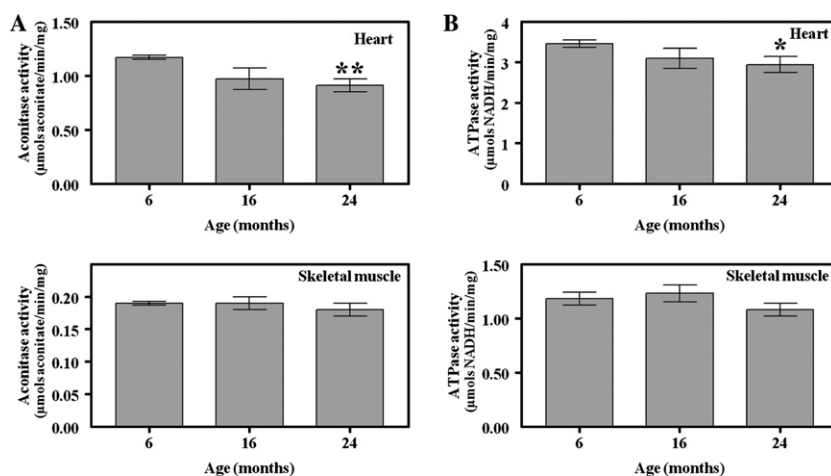 A
Aconitase activity
(µmols aconitate/min/mg)
1.50
1.00
0.50
0.00
Heart
**
6 16 24
Age (months)
B
ATPase activity
(µmols NADH/min/mg)
4
3
2
1
0
Heart
*
6 16 24
Age (months)
Aconitase activity
(µmols aconitate/min/mg)
0.20
0.15
0.10
0.05
0.00
Skeletal muscle
6 16 24
Age (months)
ATPase activity
(µmols NADH/min/mg)
1.50
1.00
0.50
0.00
Skeletal muscle
6 16 24
Age (months)